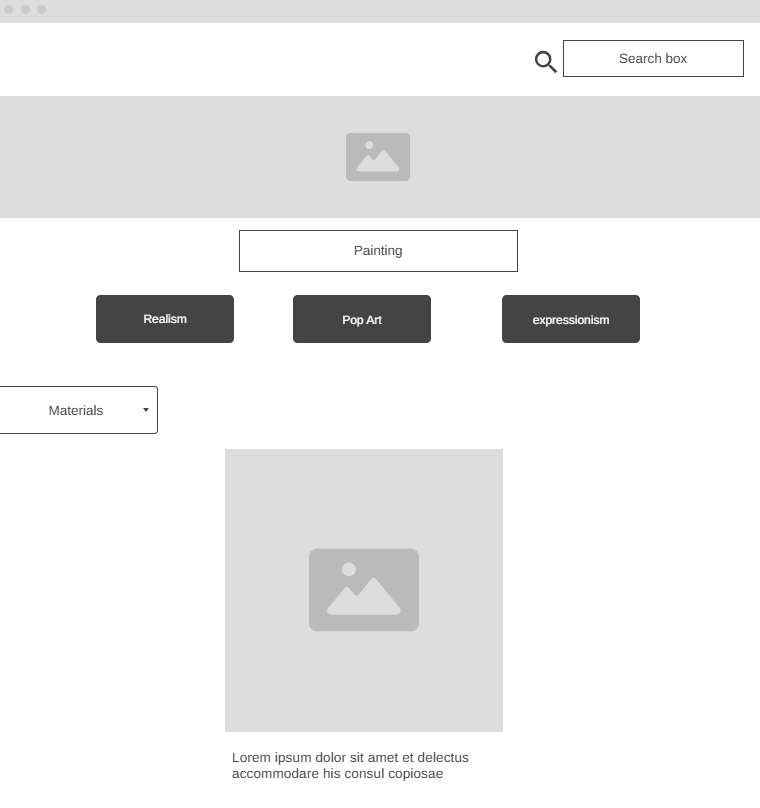 Search box
Painting
Realism
Pop Art
expressionism
Materials
Lorem ipsum dolor sit amet et delectus
accommodare his consul copiosae